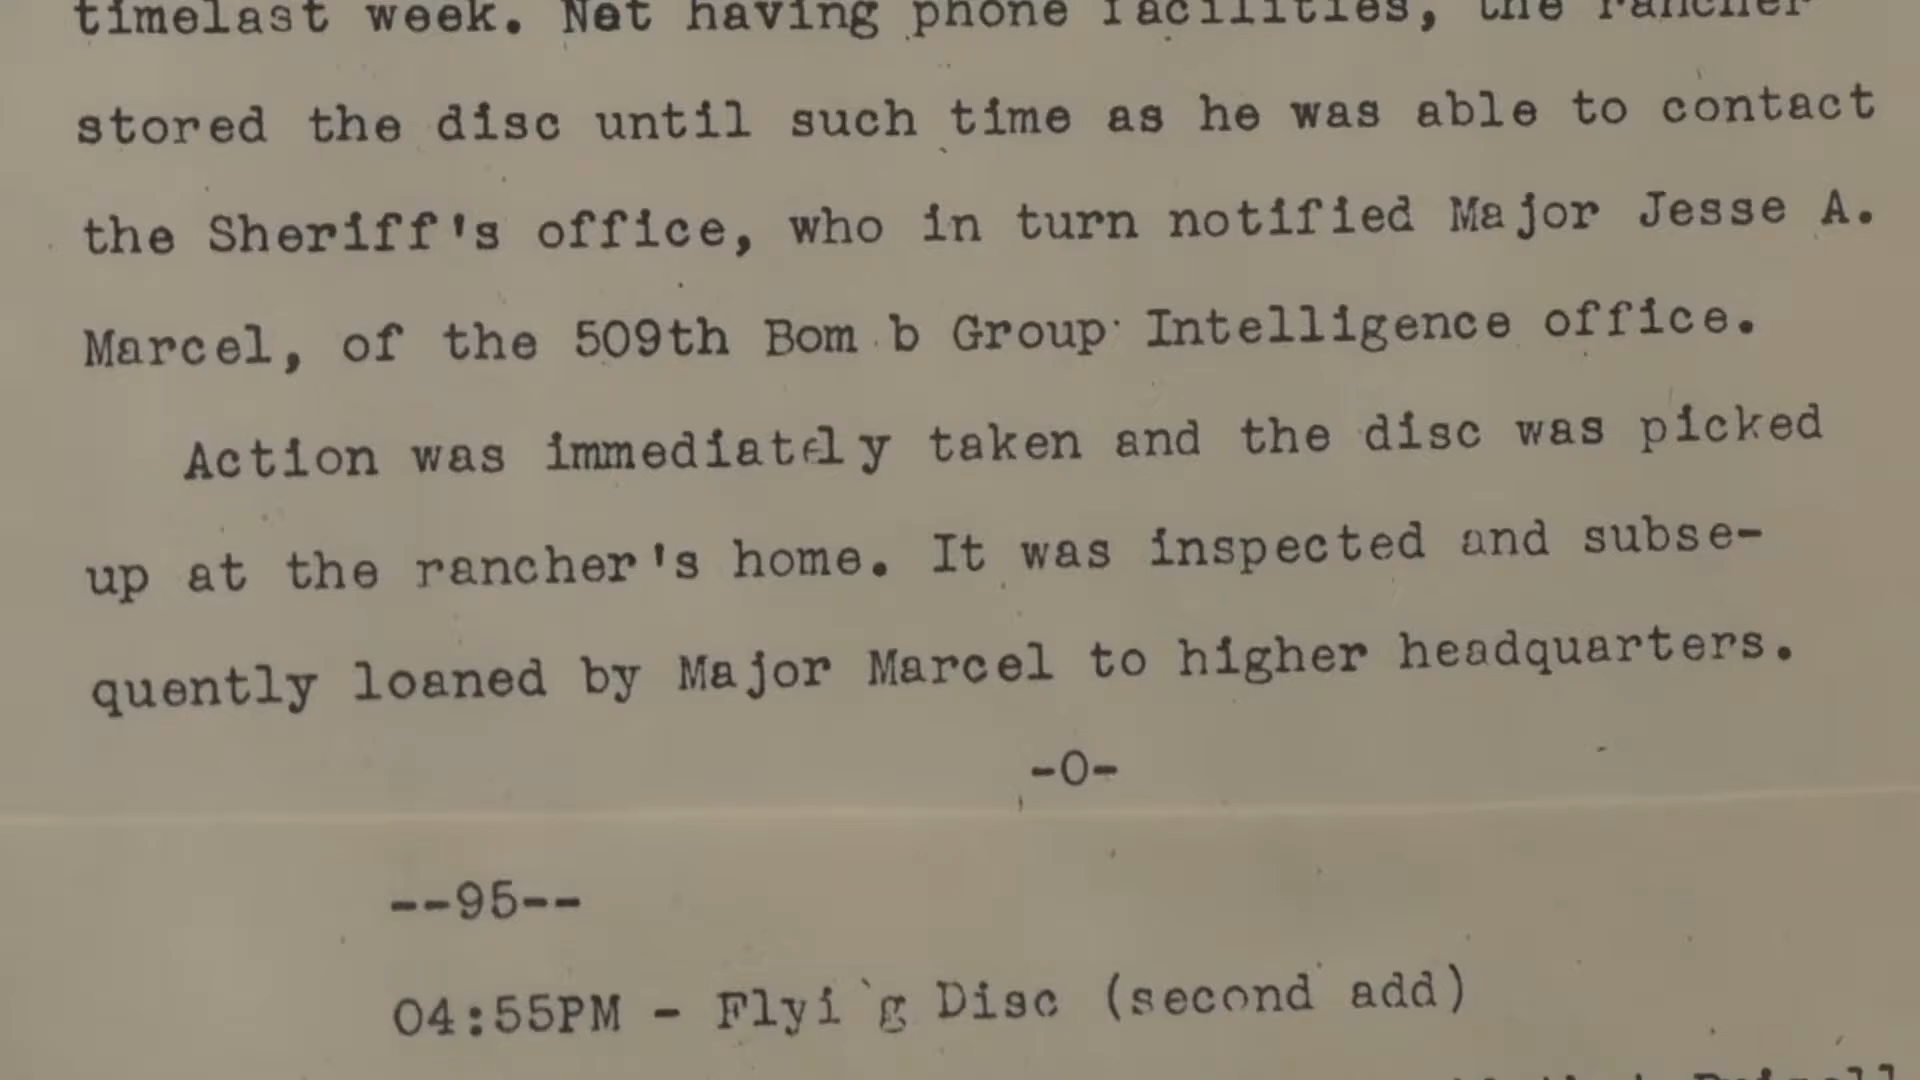 timelast week. Not having phone facilities, the rancher
stored the disc until such time as he was able to contact
the Sheriff's office, who in turn notified Major Jesse A.
Marcel, of the 509th Bom b Group Intelligence office.
Action was immediately taken and the disc was picked
up at the rancher's home. It was inspected and subse-
quently loaned by Major Marcel to higher headquarters.
-0-
--95--
04:55PM - Flyi`g Disc (second add)